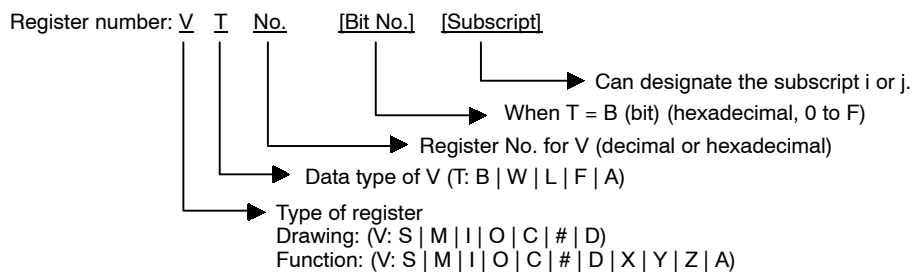 Register number: V T No. [Bit No.] [Subscript]
Can designate the subscript i or j.
When T = B (bit) (hexadecimal, 0 to F)
Register No. for V (decimal or hexadecimal)
Data type of V (T: B | W | L | F | A)
Type of register
Drawing: (V: S | M | I | O | C | # | D)
Function: (V: S | M | I | O | C | # | D | X | Y | Z | A)